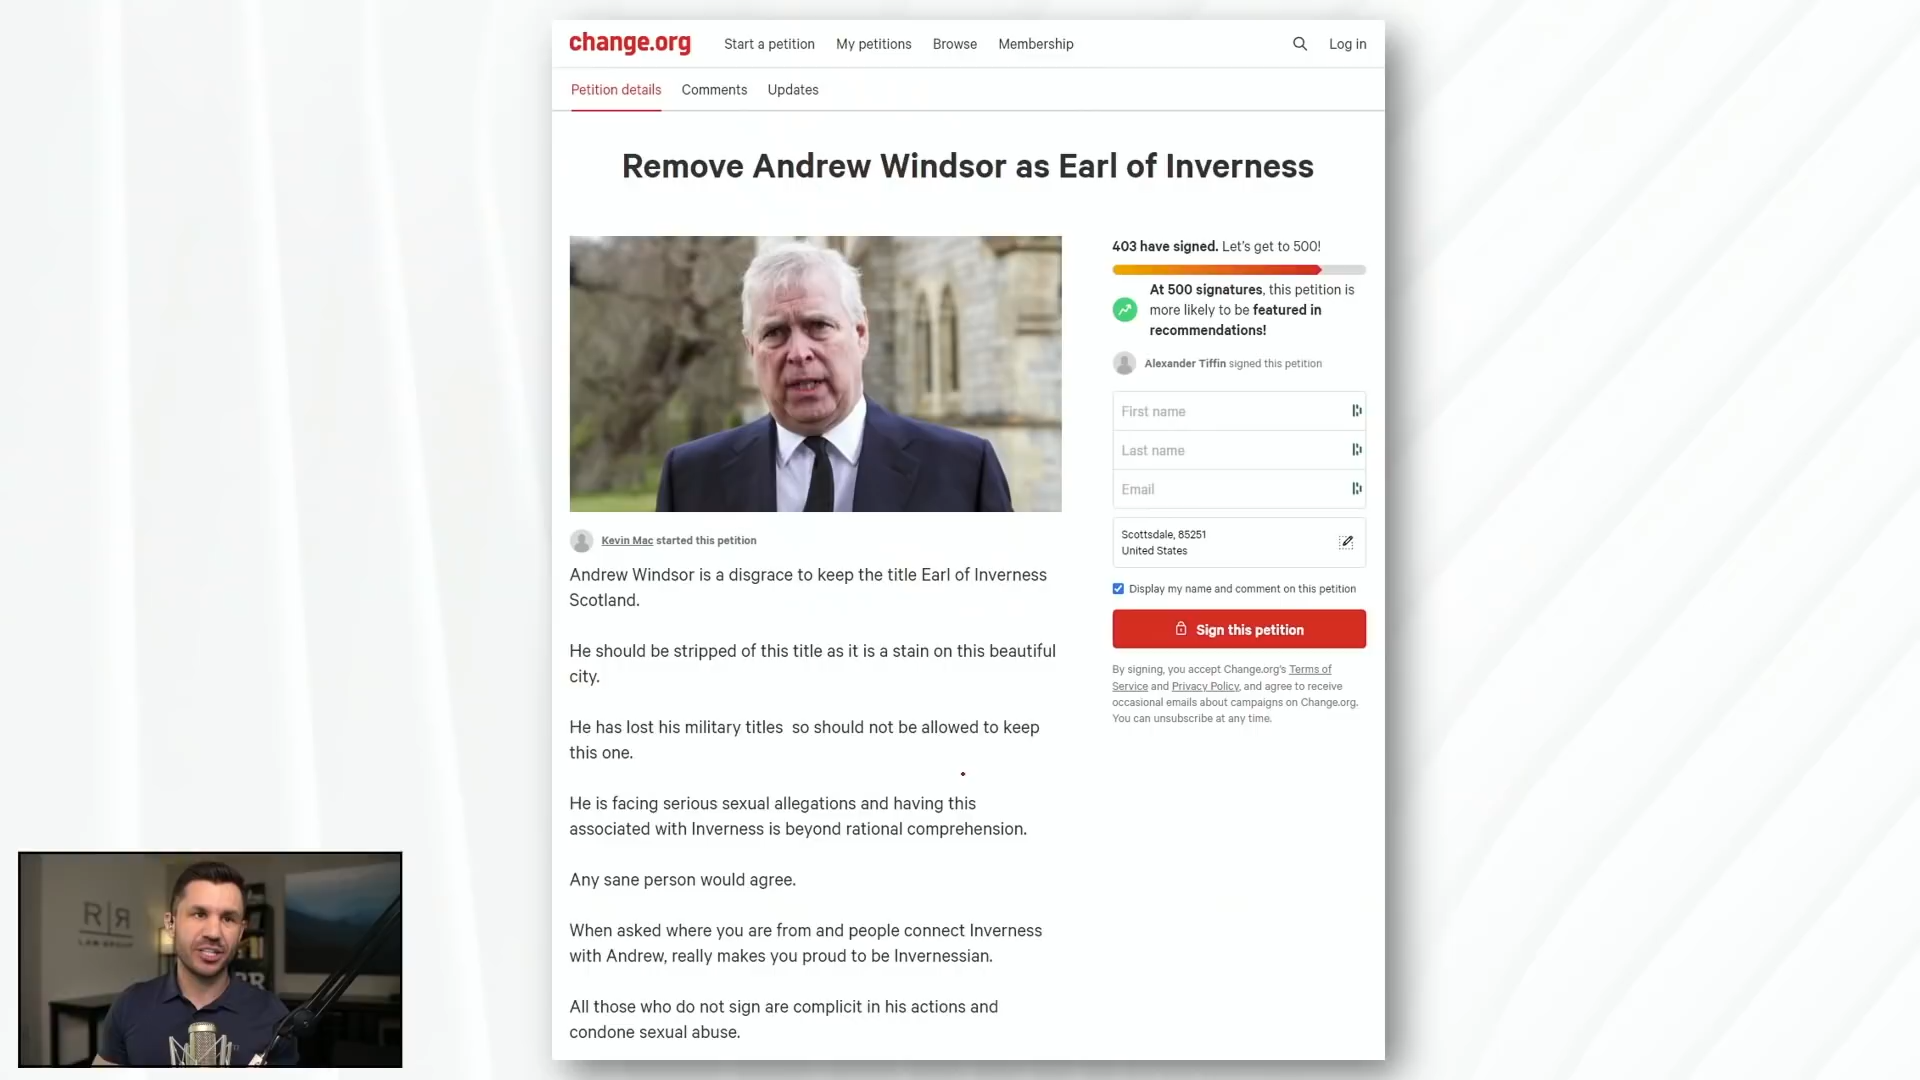 change.org
Start a petition
My petitions
Browse
Membership
Log in
Petition details
Comments
Updates
Remove Andrew Windsor as Earl of Inverness
Kevin Mac started this petition
Andrew Windsor is a disgrace to keep the title Earl of Inverness
Scotland.
He should be stripped of this title as it is a stain on this beautiful
city.
He has lost his military titles  so should not be allowed to keep
this one.
He is facing serious sexual allegations and having this
associated with Inverness is beyond rational comprehension.
Any sane person would agree.
When asked where you are from and people connect Inverness
with Andrew, really makes you proud to be Invernessian.
All those who do not sign are complicit in his actions and
condone sexual abuse.
403 have signed. Let's get to 500!
At 500 signatures, this petition is
more likely to be featured in
recommendations!
Alexander Tiffin signed this petition
First name
Last name
Email
Scottsdale, 85251
United States
Display my name and comment on this petition
Sign this petition
By signing, you accept Change.org's Terms of
Service and Privacy Policy, and agree to receive
occasional emails about campaigns on Change.org.
You can unsubscribe at any time.
R|R
LAW GROUP